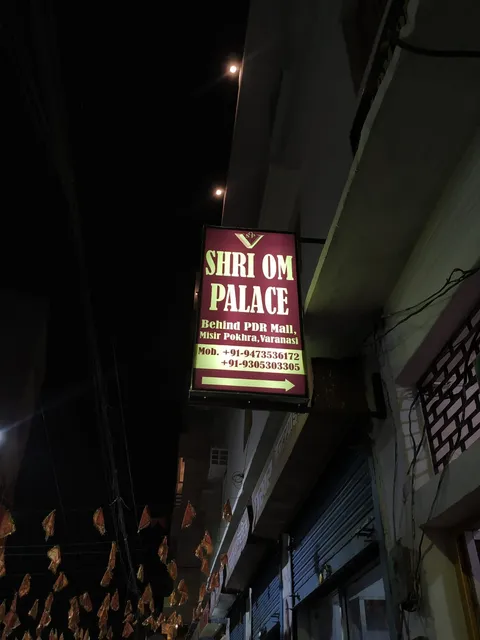 SHRI OM
PALACE
Behind PDR Mall,
Misir Pokhra, Varanasi
Mob. +91-9473536172
+91-9305303305